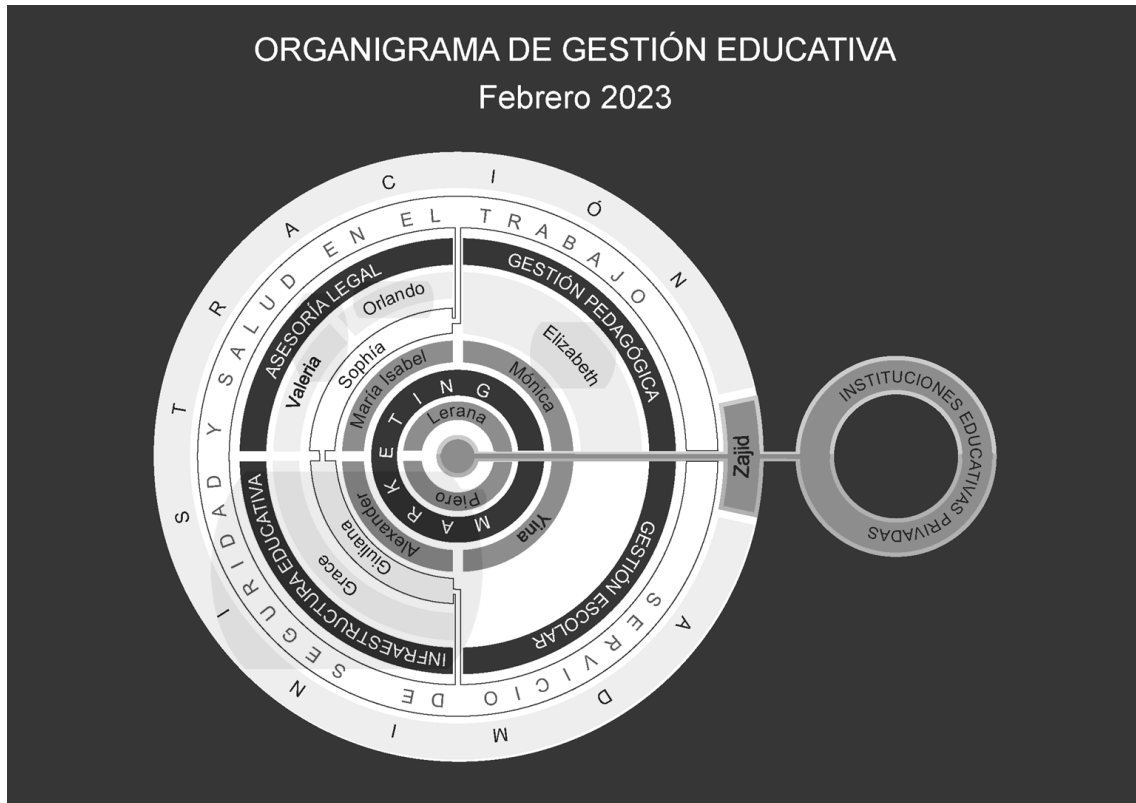 ORGANIGRAMA DE GESTIÓN EDUCATIVA
Febrero 2023
ADMINISTRACIÓN
SERVICIO DE SEGURIDAD Y SALUD EN EL TRABAJO
ASESORÍA LEGAL
Orlando
Valeria
Sophía
María Isabel
GESTIÓN PEDAGÓGICA
Elizabeth
Mónica
MARKETING
Lerana
Piero
Zajid
INSTITUCIONES EDUCATIVAS PRIVADAS
INFRAESTRUCTURA EDUCATIVA
Grace
Giuliana
Alexander
GESTIÓN ESCOLAR
Yina